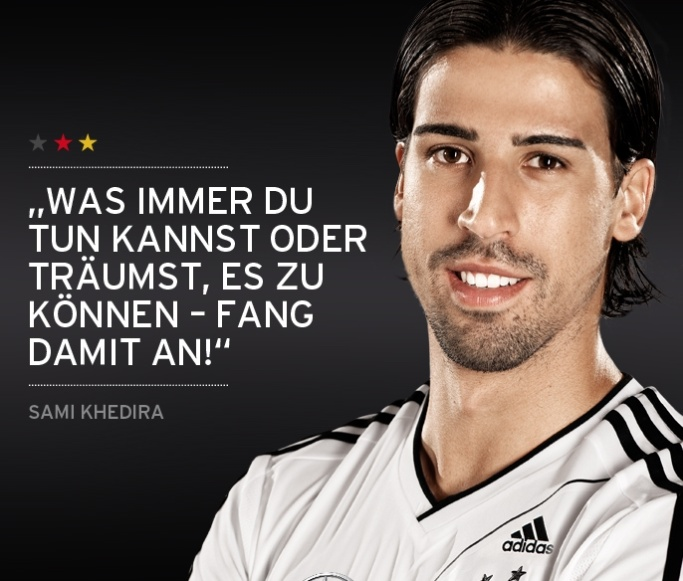 „WAS IMMER DU
TUN KANNST ODER
TRÄUMST, ES ZU
KÖNNEN – FANG
DAMIT AN!“
SAMI KHEDIRA
adidas